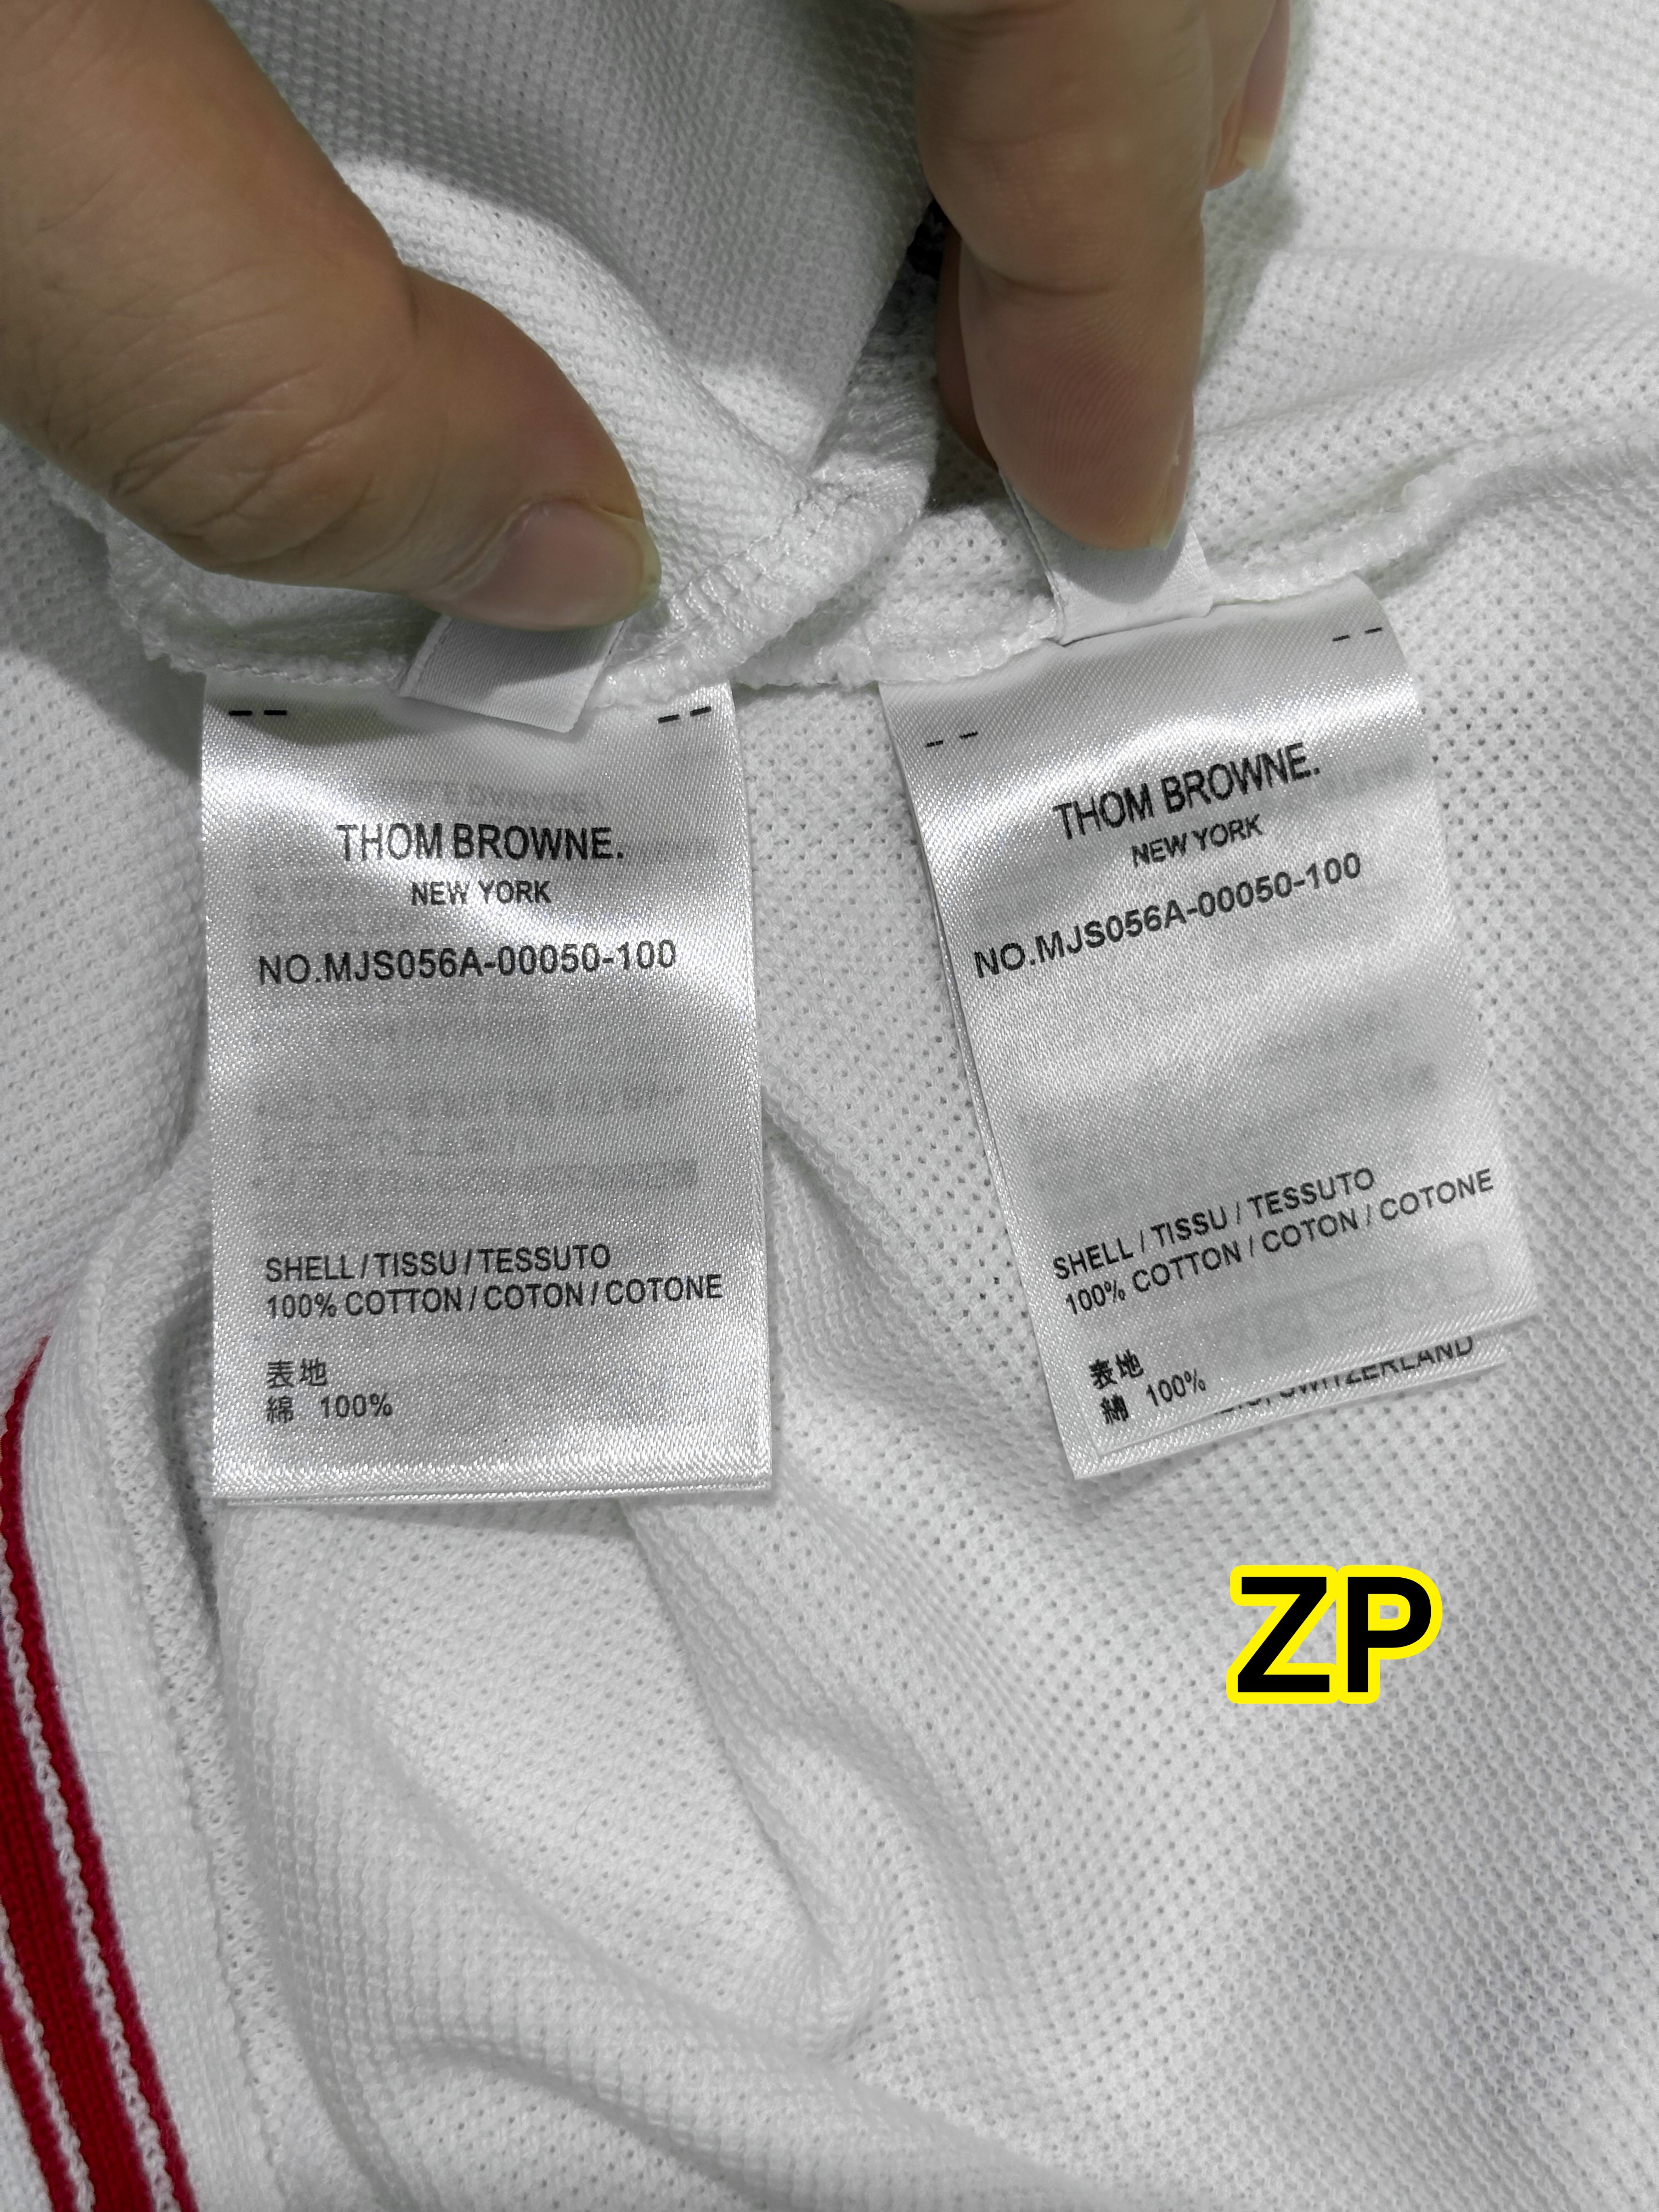 THOM BROWNE.
NEW YORK
NO.MJS056A-00050-100
SHELL / TISSU / TESSUTO
100% COTTON / COTON / COTONE
表地
綿 100%
THOM BROWNE.
NEW YORK
NO.MJS056A-00050-100
SHELL / TISSU / TESSUTO
100% COTTON / COTON / COTONE
表地
綿 100%
SWITZERLAND
ZP